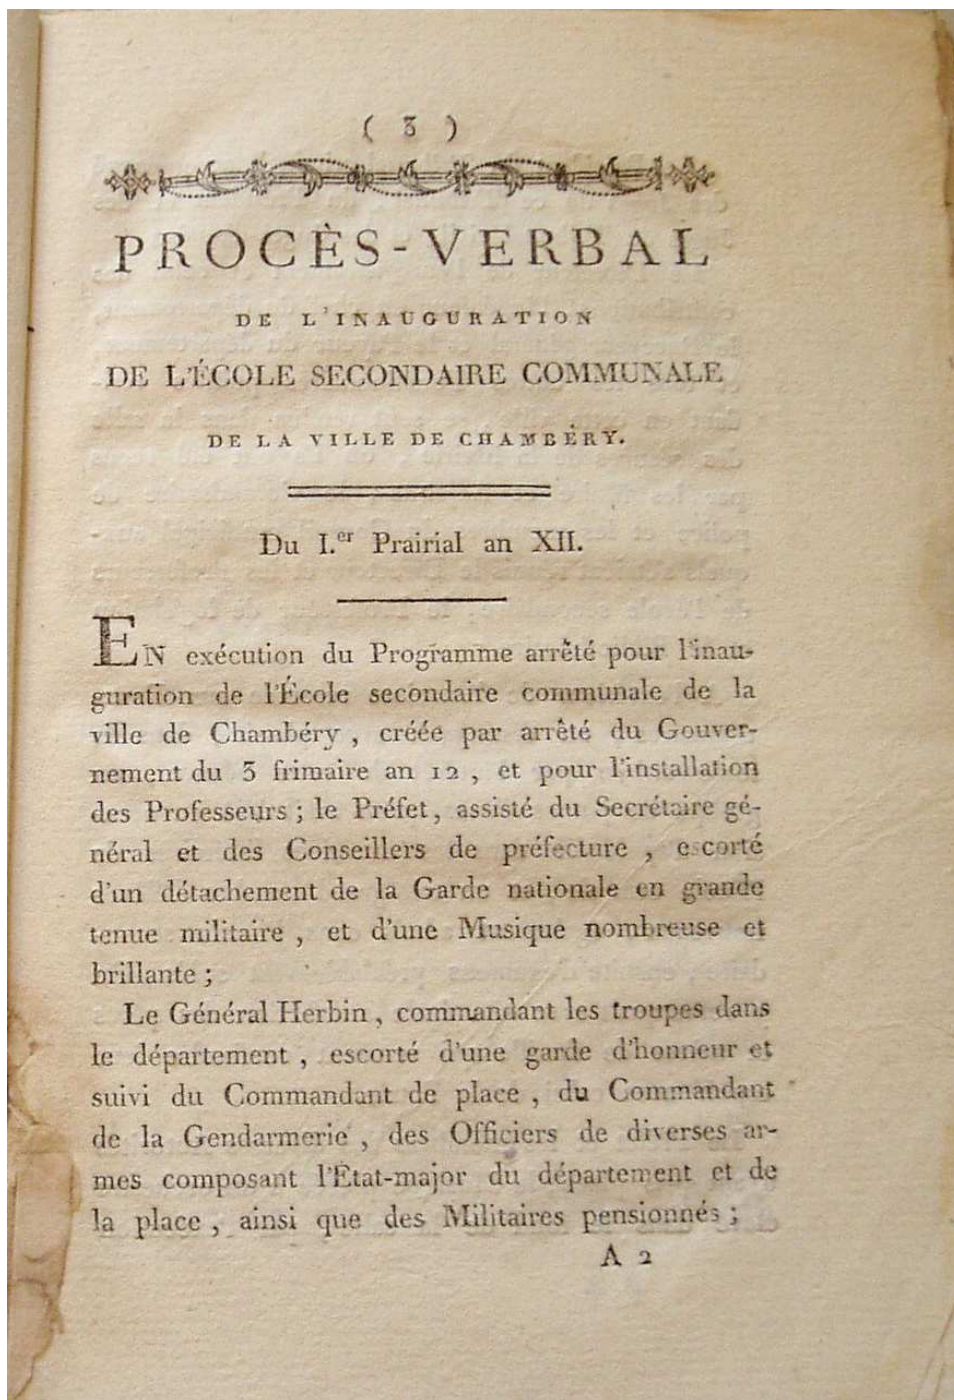 ( 3 )
PROCÈS-VERBAL
DE L'INAUGURATION
DE L'ÉCOLE SECONDAIRE COMMUNALE
DE LA VILLE DE CHAMBÉRY.
Du I.er Prairial an XII.
EN exécution du Programme arrêté pour l'inau-
guration de l'École secondaire communale de la
ville de Chambéry , créée par arrêté du Gouver-
nement du 3 frimaire an 12 , et pour l'installation
des Professeurs ; le Préfet, assisté du Secrétaire gé-
néral et des Conseillers de préfecture , escorté
d'un détachement de la Garde nationale en grande
tenue militaire , et d'une Musique nombreuse et
brillante ;
Le Général Herbin , commandant les troupes dans
le département , escorté d'une garde d'honneur et
suivi du Commandant de place , du Commandant
de la Gendarmerie , des Officiers de diverses ar-
mes composant l'Etat-major du département et de
la place , ainsi que des Militaires pensionnés ;
A 2